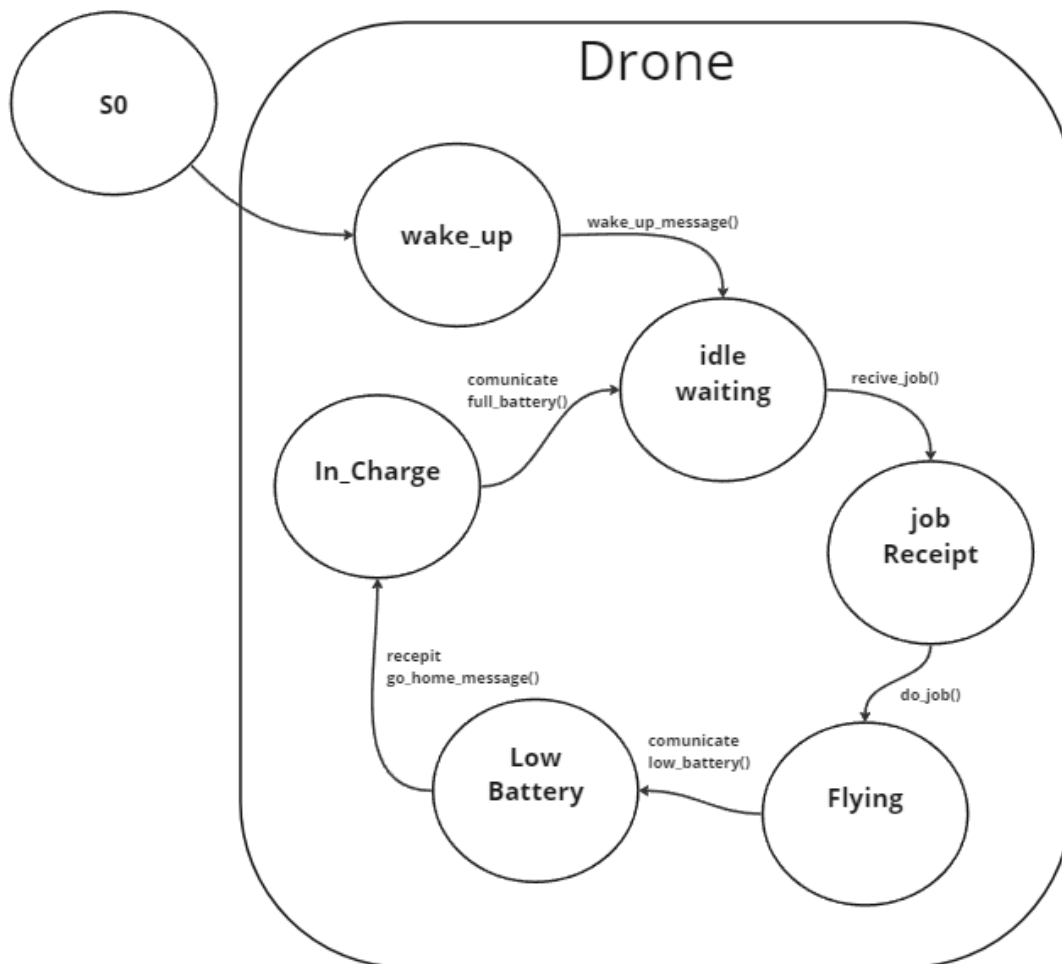 Drone
S0
wake_up
wake_up_message()
idle
waiting
recive_job()
comunicate
full_battery()
In_Charge
job
Receipt
recepit
go_home_message()
do_job()
comunicate
low_battery()
Low
Battery
Flying